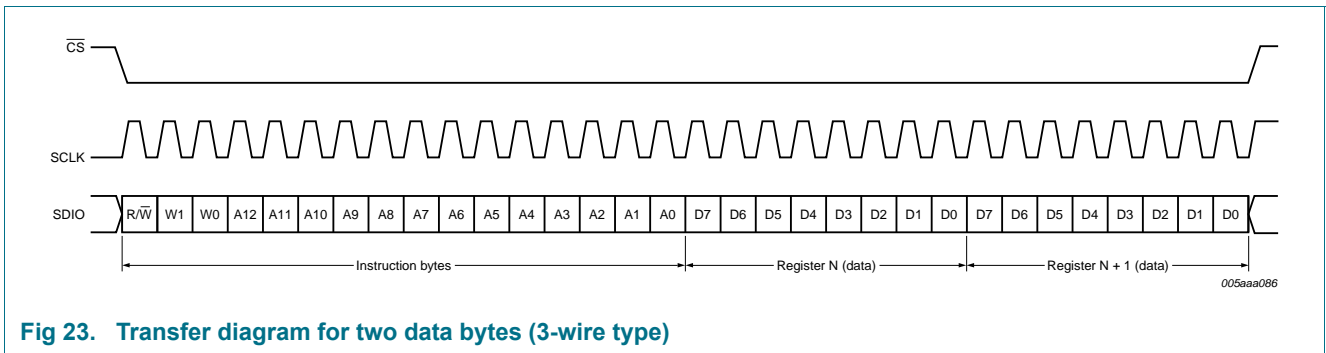 CS
SCLK
SDIO R/W W1 W0 A12 A11 A10 A9 A8 A7 A6 A5 A4 A3 A2 A1 A0 D7 D6 D5 D4 D3 D2 D1 D0 D7 D6 D5 D4 D3 D2 D1 D0
Instruction bytes Register N (data) Register N + 1 (data)
005aaa086
Fig 23. Transfer diagram for two data bytes (3-wire type)